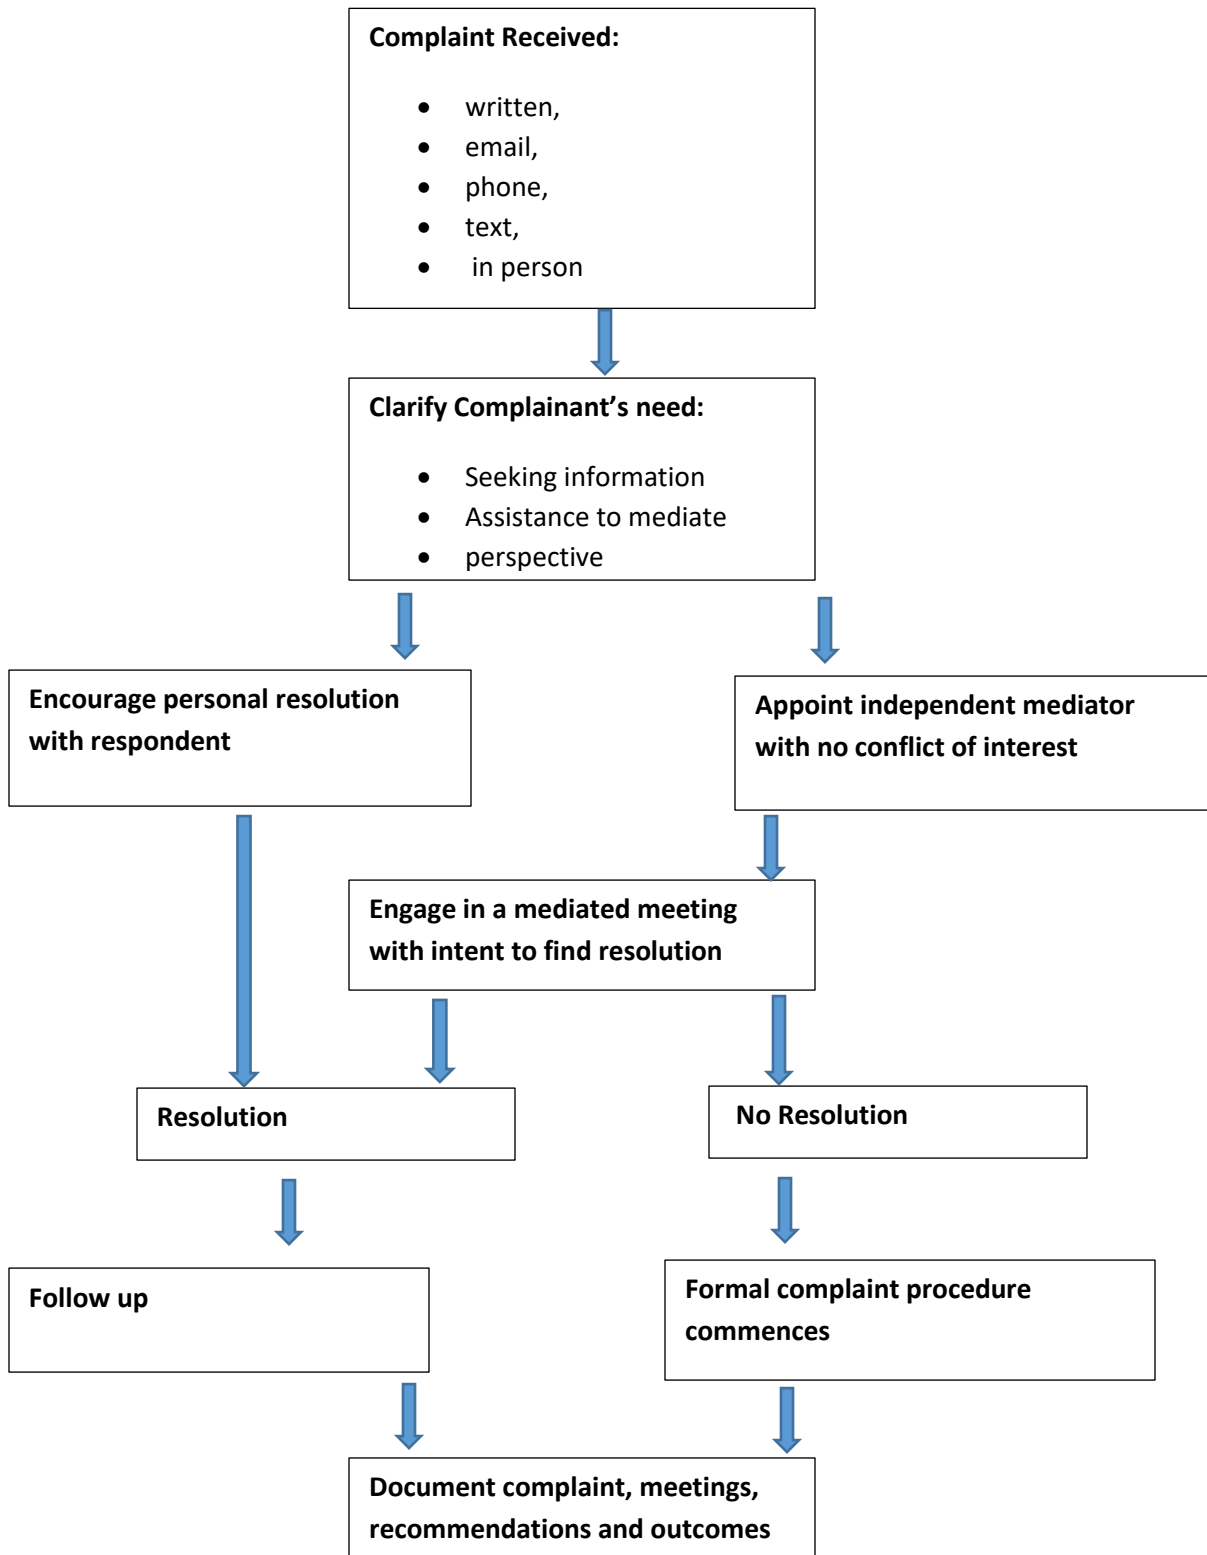 Complaint Received:
• written,
• email,
• phone,
• text,
• in person
Clarify Complainant’s need:
• Seeking information
• Assistance to mediate
• perspective
Encourage personal resolution
with respondent
Appoint independent mediator
with no conflict of interest
Engage in a mediated meeting
with intent to find resolution
Resolution
No Resolution
Follow up
Formal complaint procedure
commences
Document complaint, meetings,
recommendations and outcomes